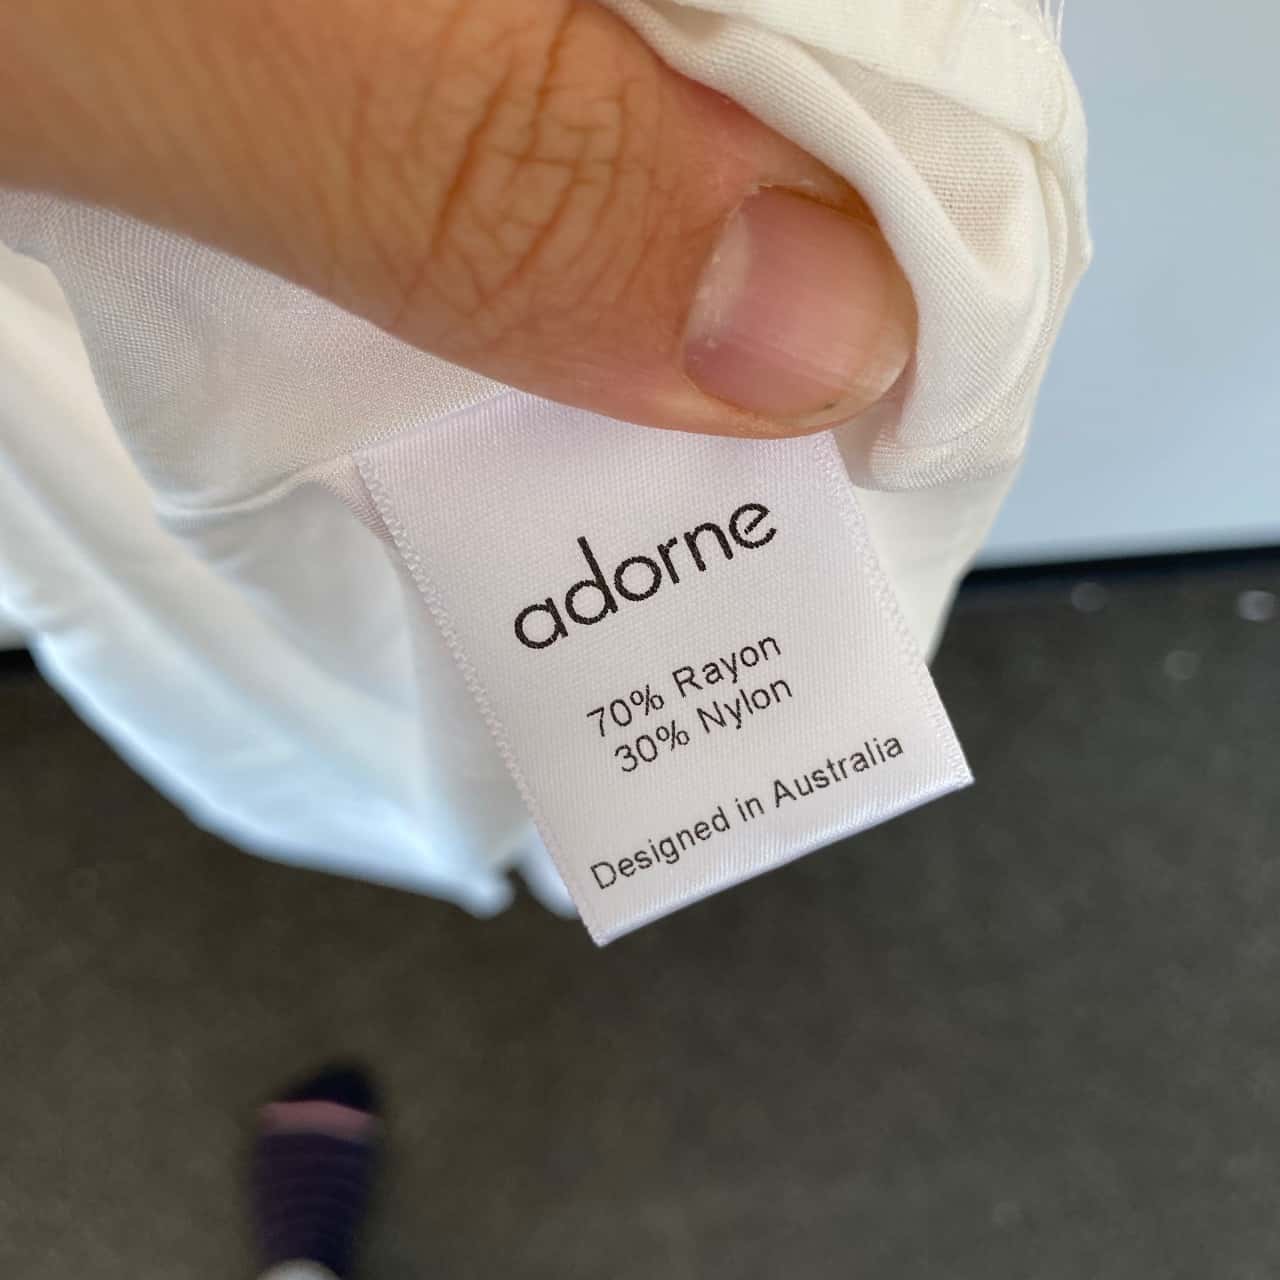 adorne
70% Rayon
30% Nylon
Designed in Australia